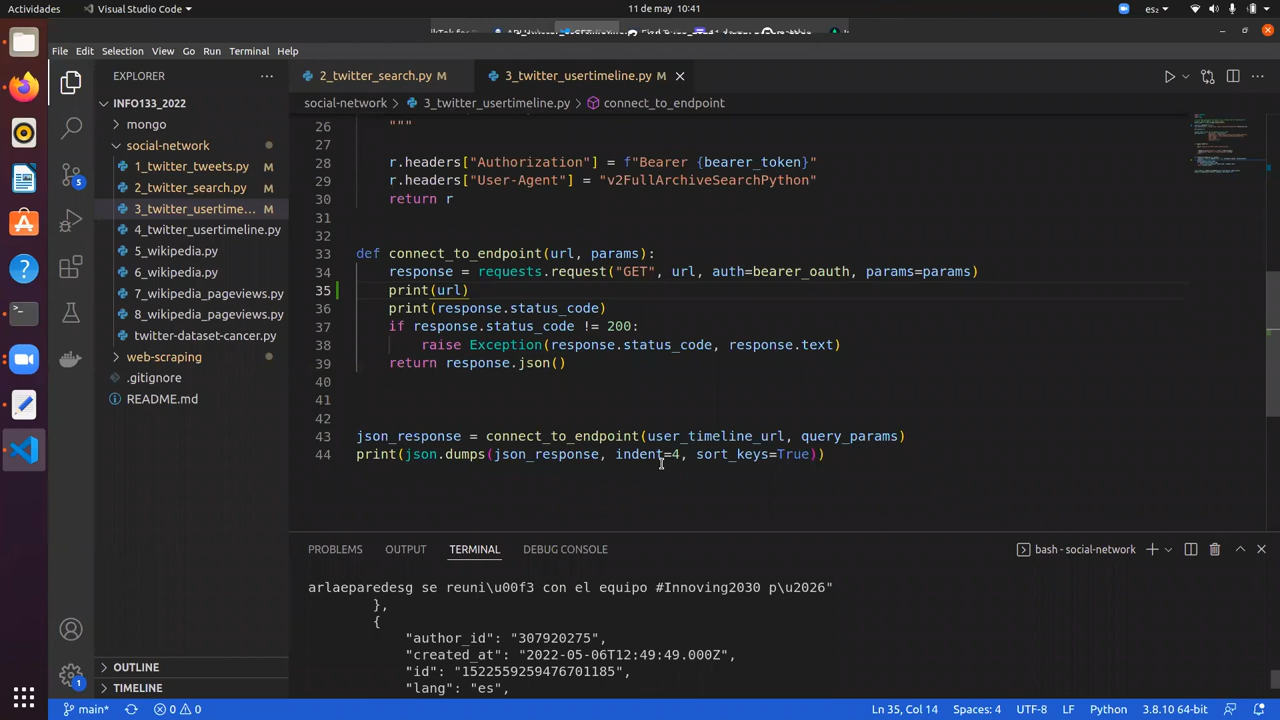 Actividades
Visual Studio Code
11 de may 10:41
es₂
File Edit Selection View Go Run Terminal Help
EXPLORER
INFO133_2022
mongo
social-network
1_twitter_tweets.py M
2_twitter_search.py M
3_twitter_usertime... M
4_twitter_usertimeline.py
5_wikipedia.py
6_wikipedia.py
7_wikipedia_pageviews.py
8_wikipedia_pageviews.py
twitter-dataset-cancer.py
web-scraping
.gitignore
README.md
OUTLINE
TIMELINE
5
1
2_twitter_search.py M
3_twitter_usertimeline.py M
social-network > 3_twitter_usertimeline.py > connect_to_endpoint
26 """
27
28 r.headers["Authorization"] = f"Bearer {bearer_token}"
29 r.headers["User-Agent"] = "v2FullArchiveSearchPython"
30 return r
31
32
33 def connect_to_endpoint(url, params):
34 response = requests.request("GET", url, auth=bearer_oauth, params=params)
35 print(url)
36 print(response.status_code)
37 if response.status_code != 200:
38 raise Exception(response.status_code, response.text)
39 return response.json()
40
41
42
43 json_response = connect_to_endpoint(user_timeline_url, query_params)
44 print(json.dumps(json_response, indent=4, sort_keys=True))
PROBLEMS OUTPUT TERMINAL DEBUG CONSOLE
bash - social-network
arlaeparedesg se reuni\u00f3 con el equipo #Innoving2030 p\u2026"
},
{
"author_id": "307920275",
"created_at": "2022-05-06T12:49:49.000Z",
"id": "1522559259476701185",
"lang": "es",
main* 0 0
Ln 35, Col 14 Spaces: 4 UTF-8 LF Python 3.8.10 64-bit